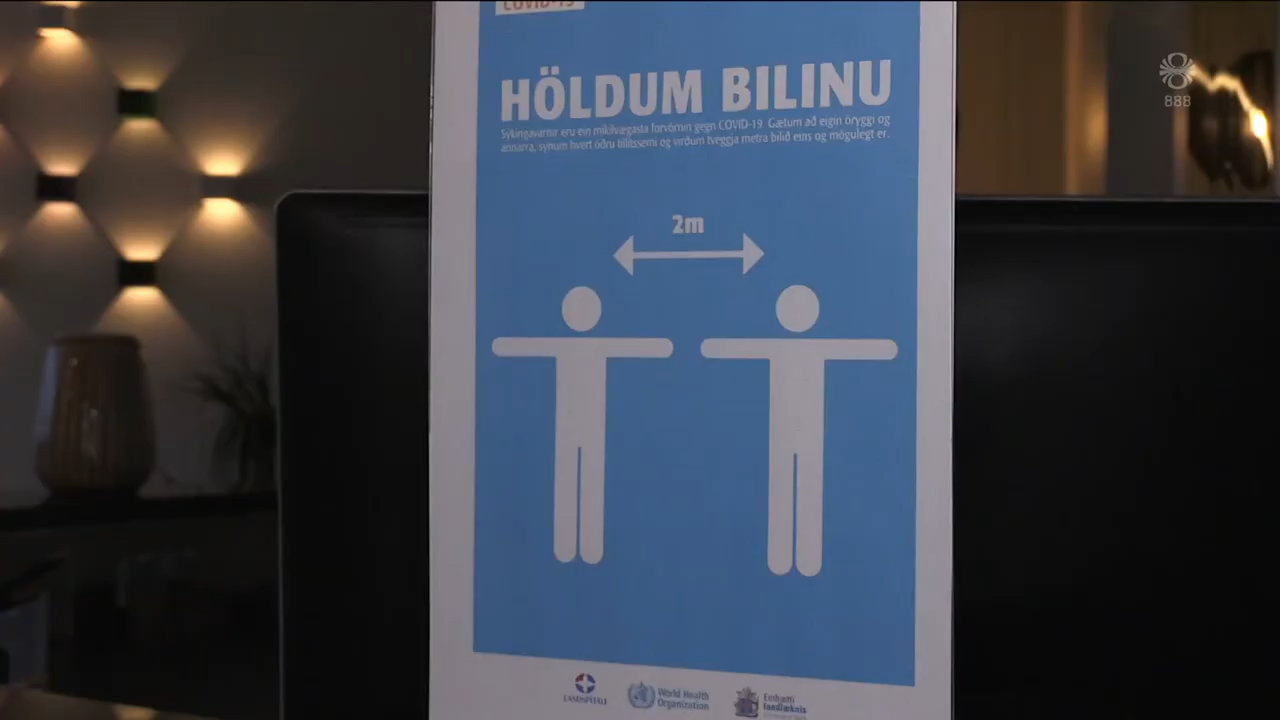 COVID-19
888
HÖLDUM BILINU
Sýkingavarnir eru ein mikilvægasta forvörnin gegn COVID-19. Gætum að eigin öryggi og
annarra, sýnum hvert öðru tillitssemi og virðum tveggja metra bilið eins og mögulegt er.
2m
LANDSPÍTALI
World Health
Organization
Embætti
landlæknis